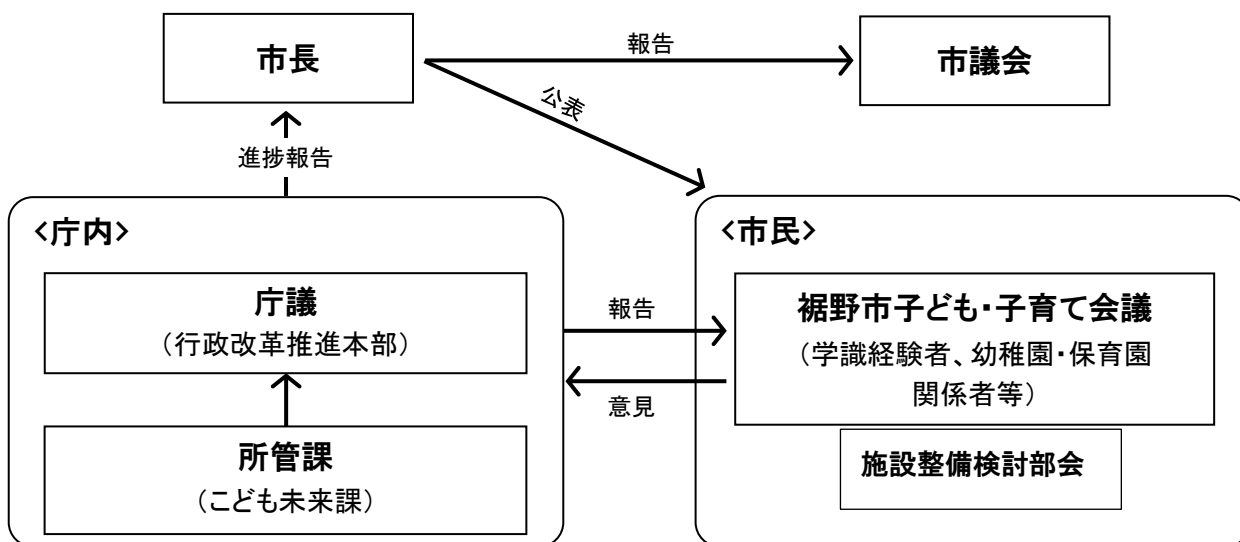 市長
報告
市議会
公表
進捗報告
<庁内>
庁議
（行政改革推進本部）
所管課
（こども未来課）
報告
意見
<市民>
裾野市子ども・子育て会議
（学識経験者、幼稚園・保育園
関係者等）
施設整備検討部会